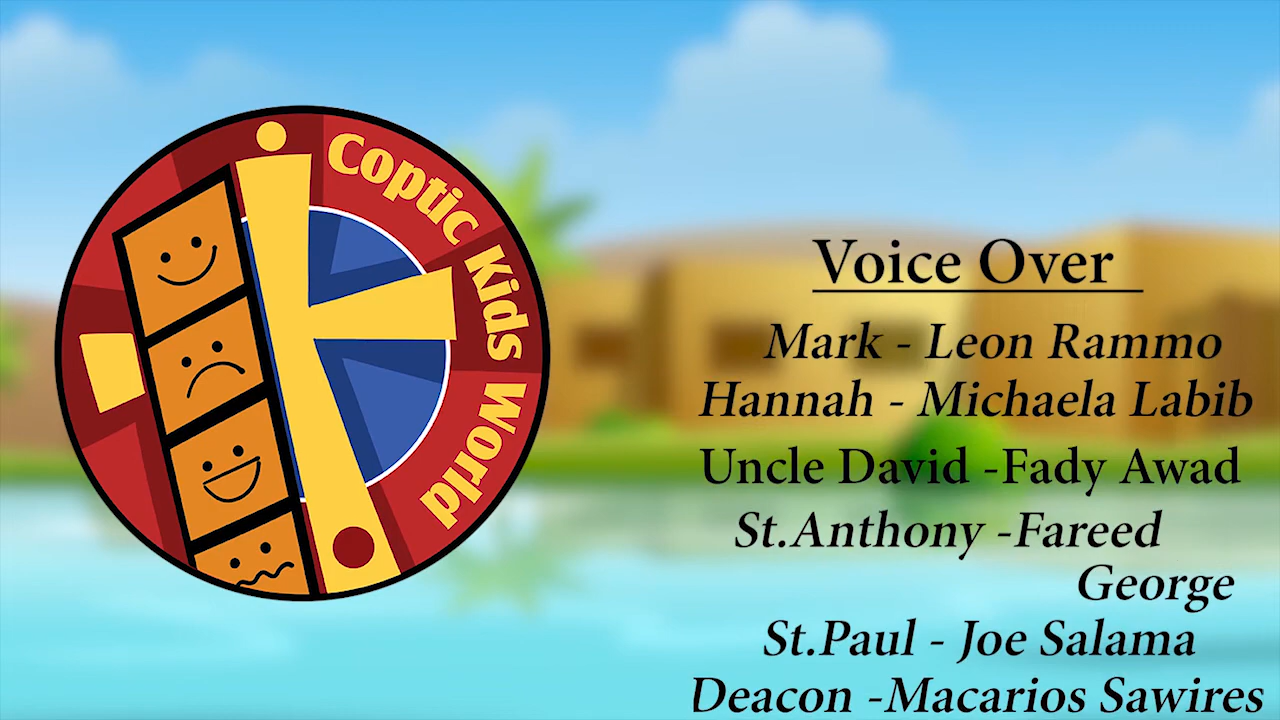 Coptic Kids World
Voice Over
Mark - Leon Rammo
Hannah - Michaela Labib
Uncle David -Fady Awad
St.Anthony -Fareed
George
St.Paul - Joe Salama
Deacon -Macarios Sawires